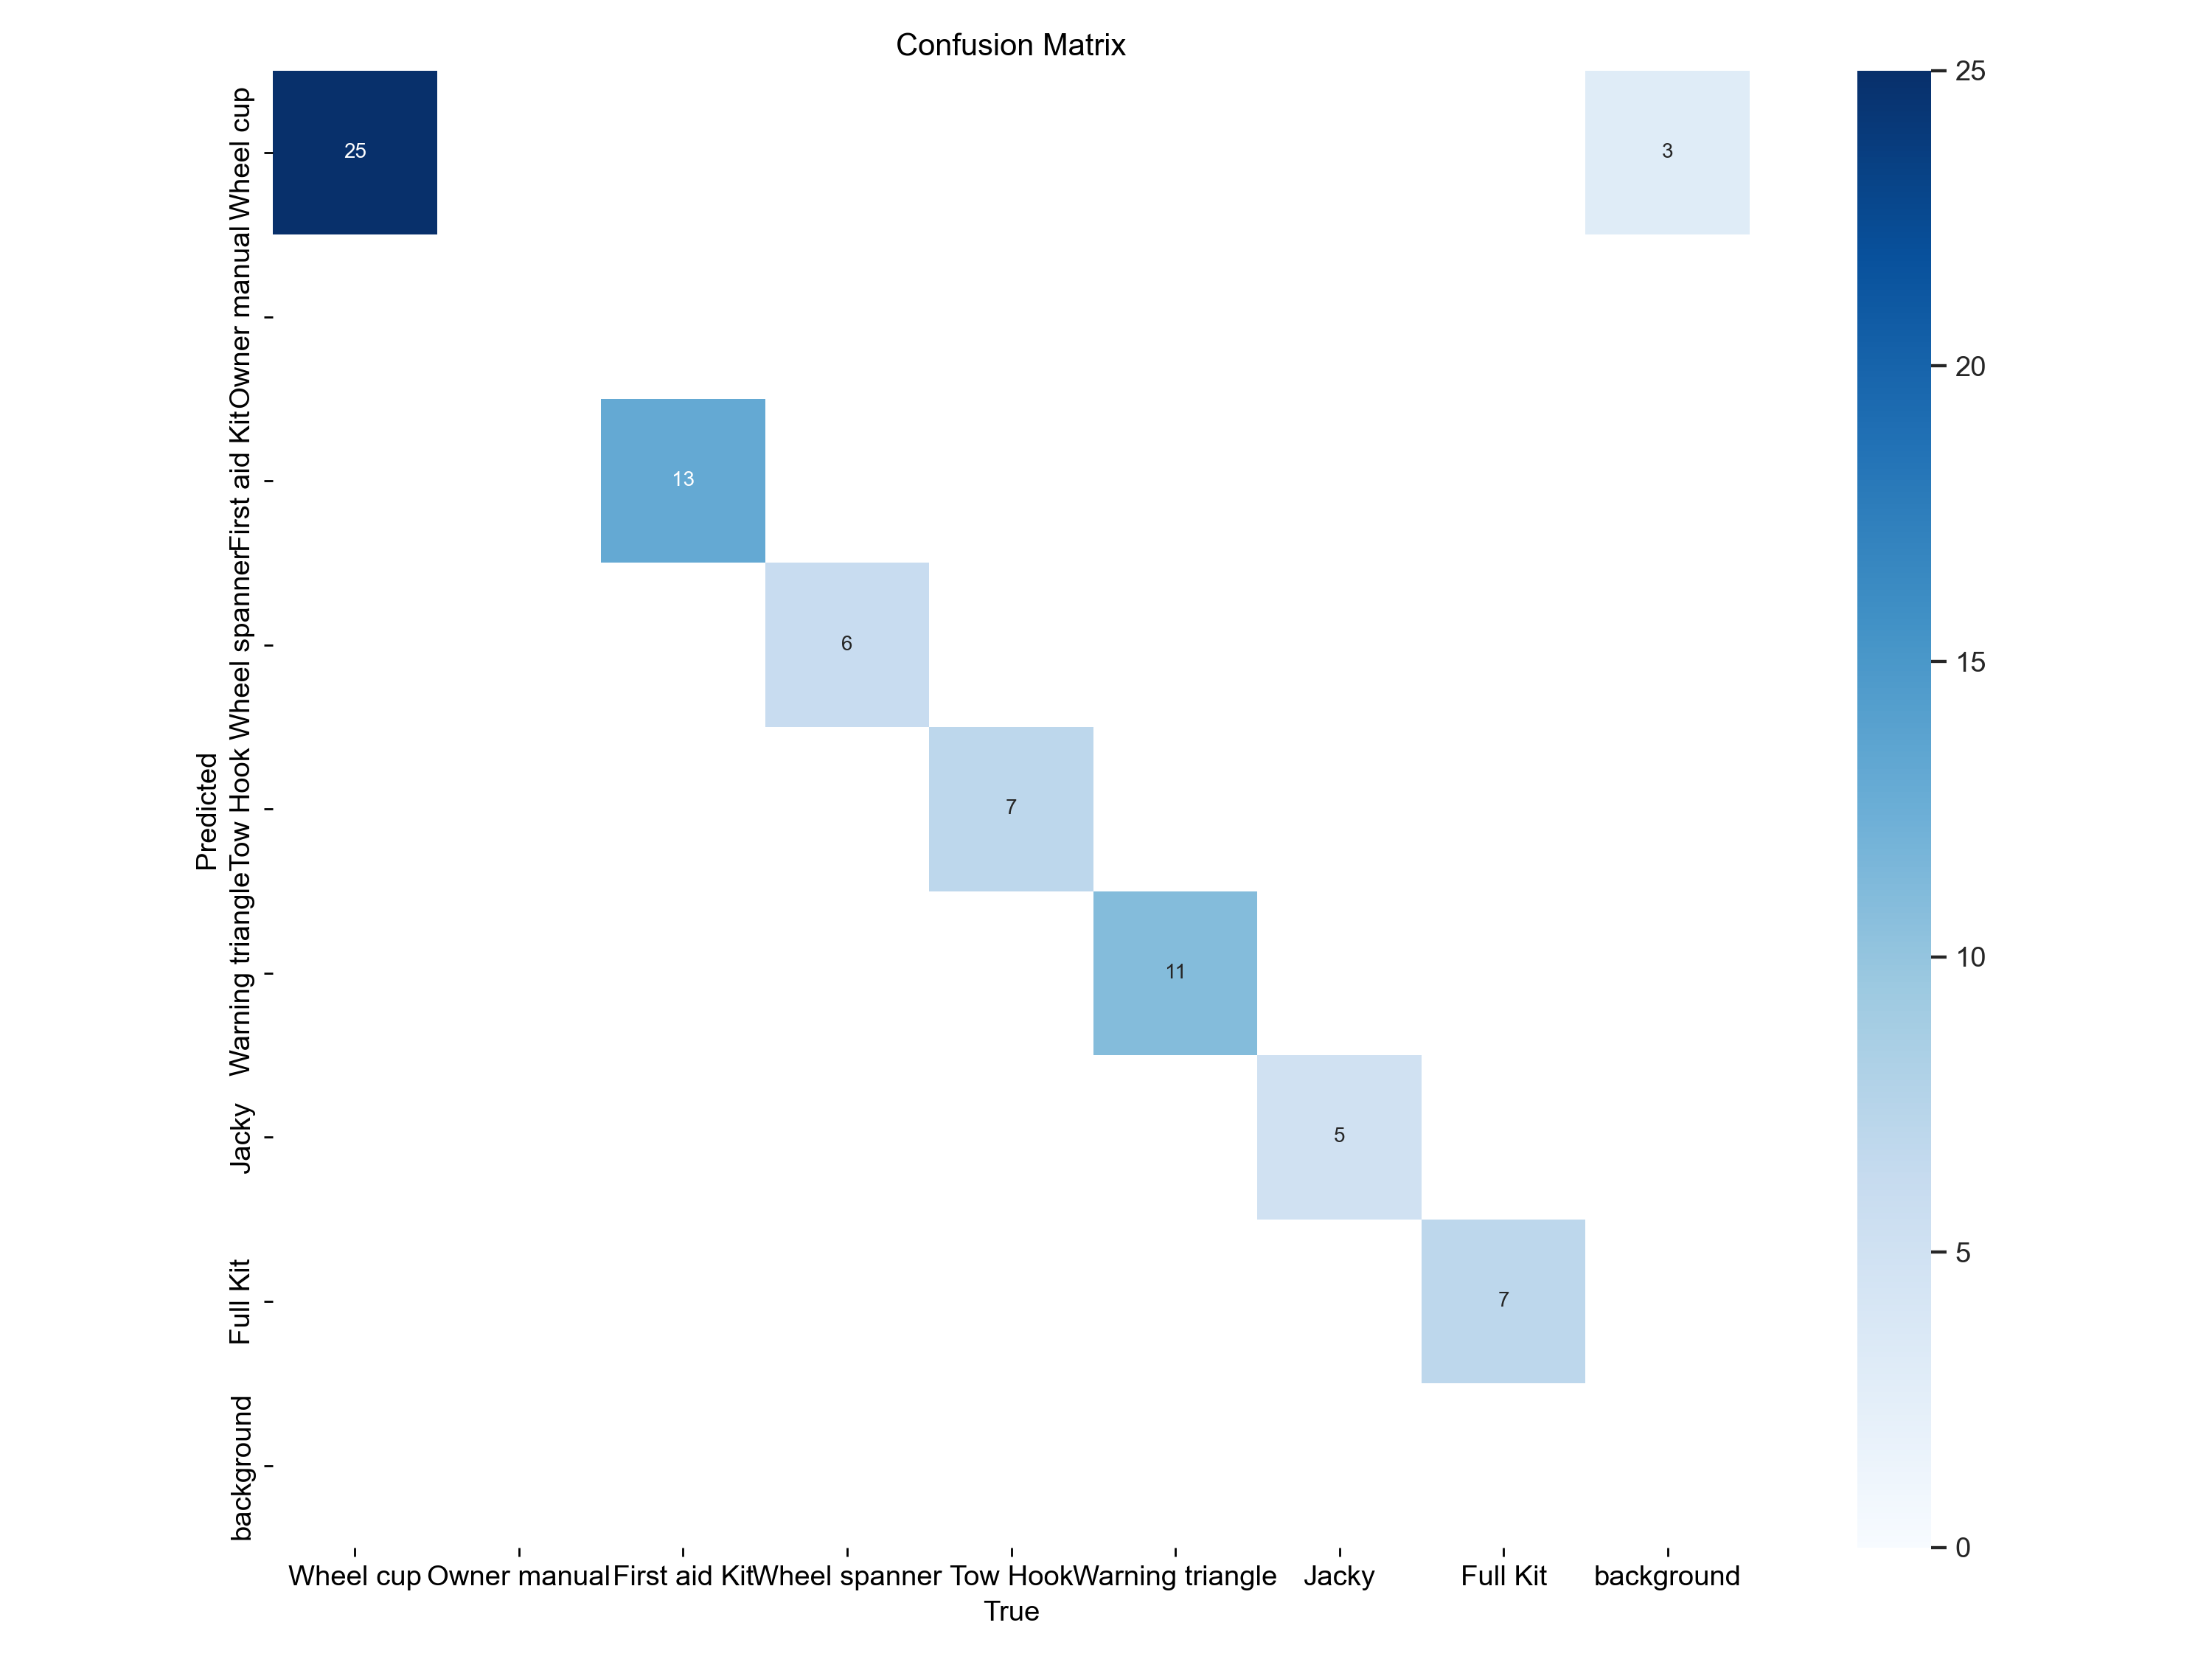 Confusion Matrix
Wheel cup
25
3
25
Owner manual
20
First aid Kit
13
Wheel spanner
6
15
Predicted
Tow Hook
7
Warning triangle
11
10
Jacky
5
5
Full Kit
7
background
0
Wheel cup Owner manual First aid Kit Wheel spanner Tow Hook Warning triangle Jacky Full Kit background
True